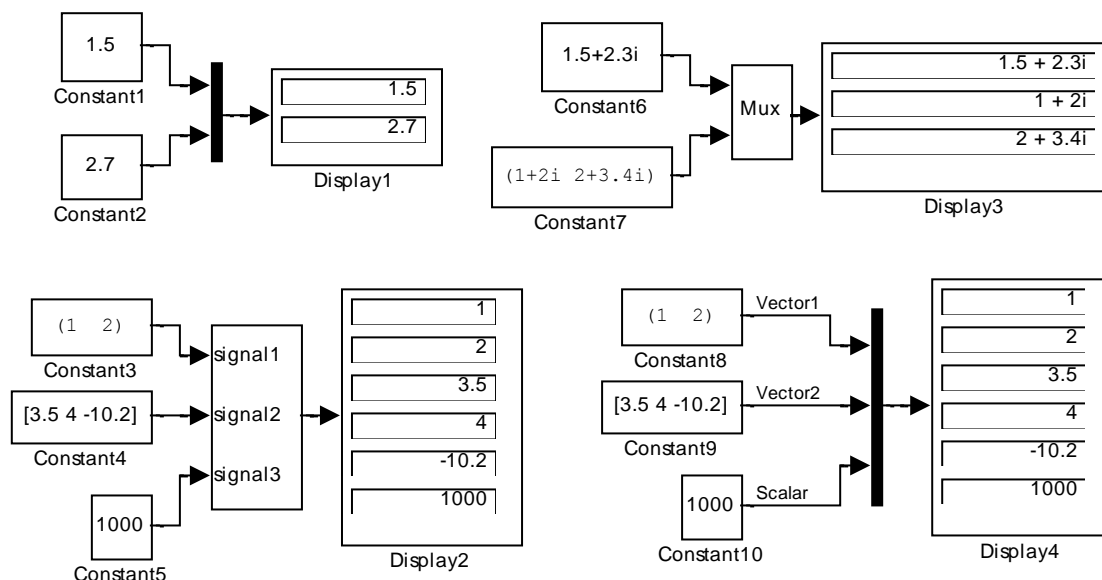 1.5
Constant1
2.7
Constant2
1.5
2.7
Display1
1.5+2.3i
Constant6
(1+2i 2+3.4i)
Constant7
Mux
1.5 + 2.3i
1 + 2i
2 + 3.4i
Display3
(1 2)
Constant3
[3.5 4 -10.2]
Constant4
1000
Constant5
signal1
signal2
signal3
1
2
3.5
4
-10.2
1000
Display2
(1 2)
Constant8
[3.5 4 -10.2]
Constant9
1000
Constant10
Vector1
Vector2
Scalar
1
2
3.5
4
-10.2
1000
Display4